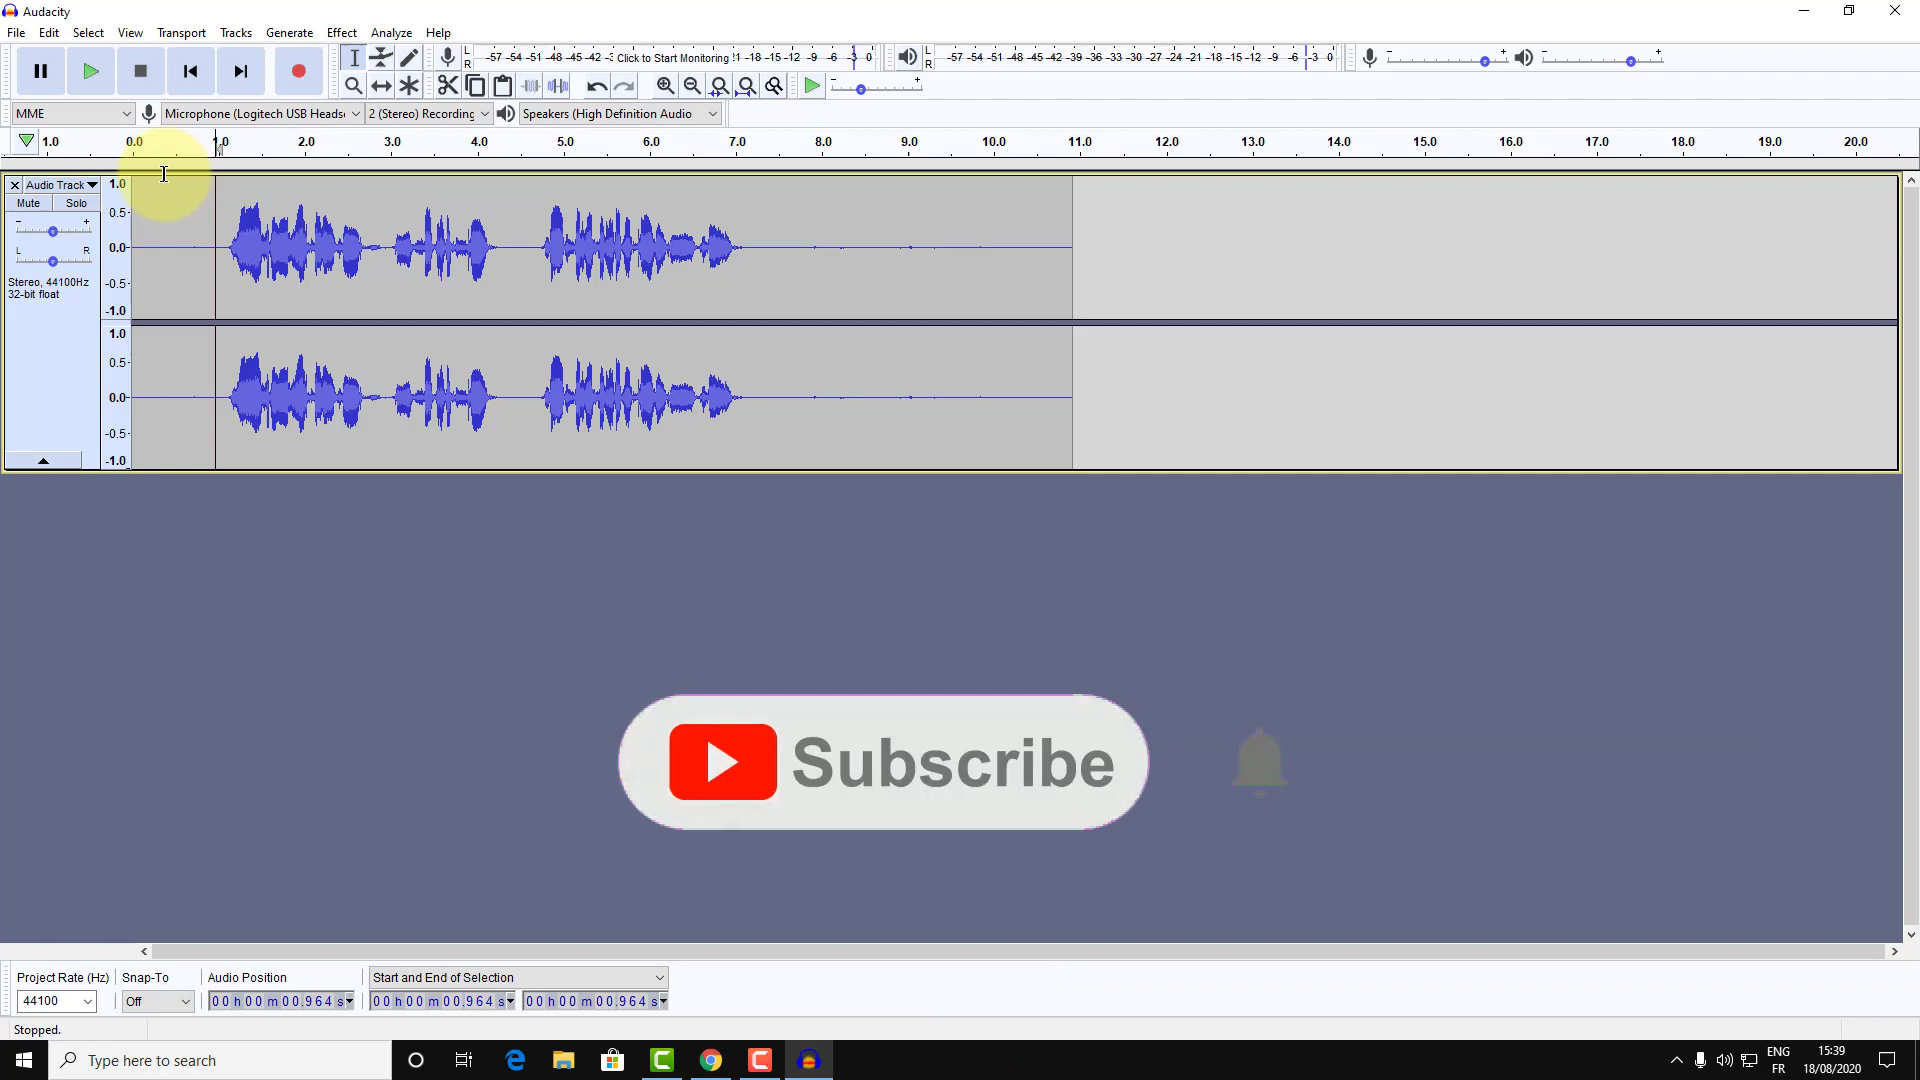 Audacity
File Edit Select View Transport Tracks Generate Effect Analyze Help
L R -57 -54 -51 -48 -45 -42 Click to Start Monitoring -18 -15 -12 -9 -6 -3 0
L R -57 -54 -51 -48 -45 -42 -39 -36 -33 -30 -27 -24 -21 -18 -15 -12 -9 -6 -3 0
- + - +
- +
MME Microphone (Logitech USB Heads 2 (Stereo) Recording Speakers (High Definition Audio
1.0 0.0 1.0 2.0 3.0 4.0 5.0 6.0 7.0 8.0 9.0 10.0 11.0 12.0 13.0 14.0 15.0 16.0 17.0 18.0 19.0 20.0
Audio Track 1.0
Mute Solo
- + 0.5
0.0
L R
Stereo, 44100Hz -0.5
32-bit float
-1.0
1.0
0.5
0.0
-0.5
-1.0
Subscribe
Project Rate (Hz) Snap-To Audio Position Start and End of Selection
44100 Off 00 h 00 m 00.964 s 00 h 00 m 00.964 s 00 h 00 m 00.964 s
Stopped.
Type here to search
ENG 15:39
FR 18/08/2020